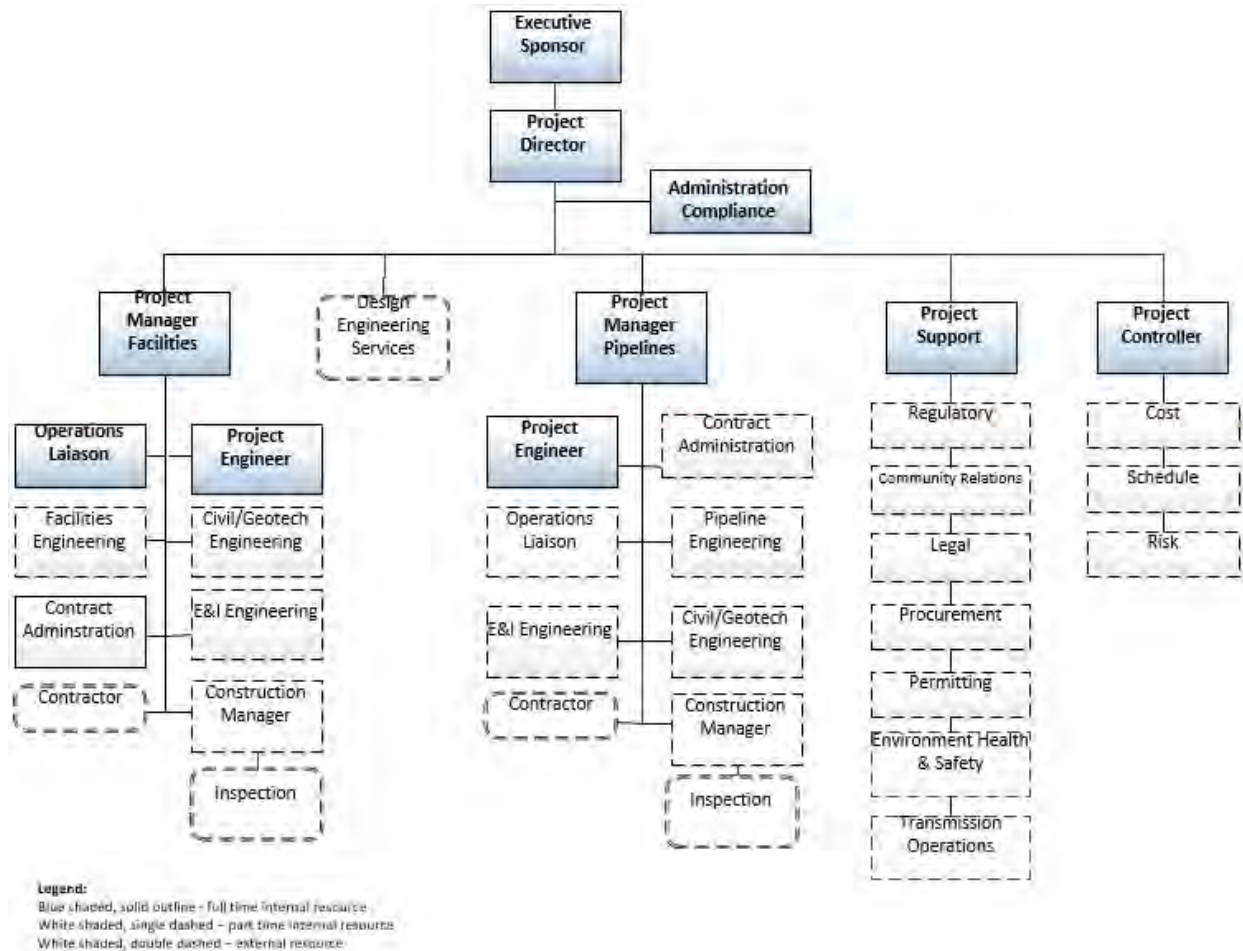 Executive
Sponsor
Project
Director
Administration
Compliance
Project
Manager
Facilities
Design
Engineering
Services
Project
Manager
Pipelines
Project
Support
Project
Controller
Operations
Laiason
Project
Engineer
Facilities
Engineering
Civil/Geotech
Engineering
Contract
Adminstration
E&I Engineering
Contractor
Construction
Manager
Inspection
Project
Engineer
Contract
Administration
Operations
Liaison
Pipeline
Engineering
E&I Engineering
Civil/Geotech
Engineering
Contractor
Construction
Manager
Inspection
Regulatory
Community Relations
Legal
Procurement
Permitting
Environment Health
& Safety
Transmission
Operations
Cost
Schedule
Risk
Legend:
Blue shaded, solid outline - full time internal resource
White shaded, single dashed – part time internal resource
White shaded, double dashed – external resource